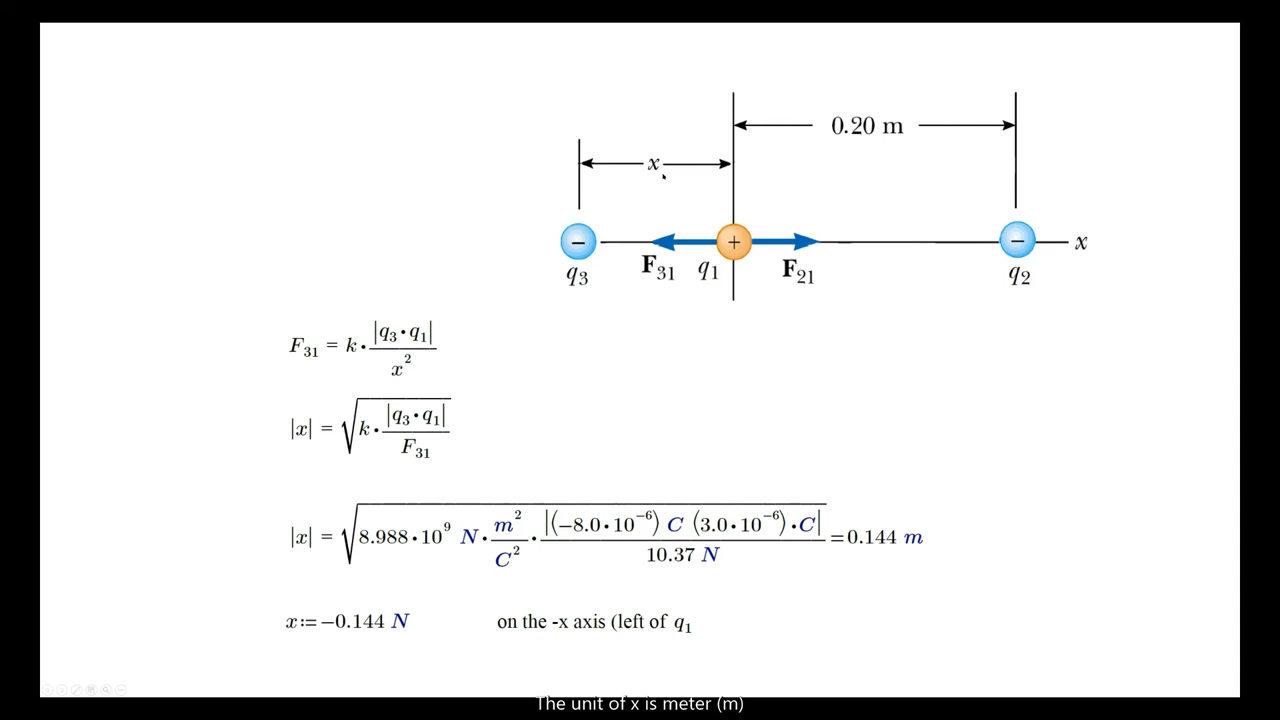 0.20 m
x
− + − x
q₃ F₃₁ q₁ F₂₁ q₂
F₃₁ = k · |q₃ · q₁| / x²
|x| = √(k · |q₃ · q₁| / F₃₁)
|x| = √(8.988 · 10⁹ N · m² / C² · |(−8.0 · 10⁻⁶) C (3.0 · 10⁻⁶) · C| / 10.37 N) = 0.144 m
x := −0.144 N on the -x axis (left of q₁
The unit of x is meter (m)